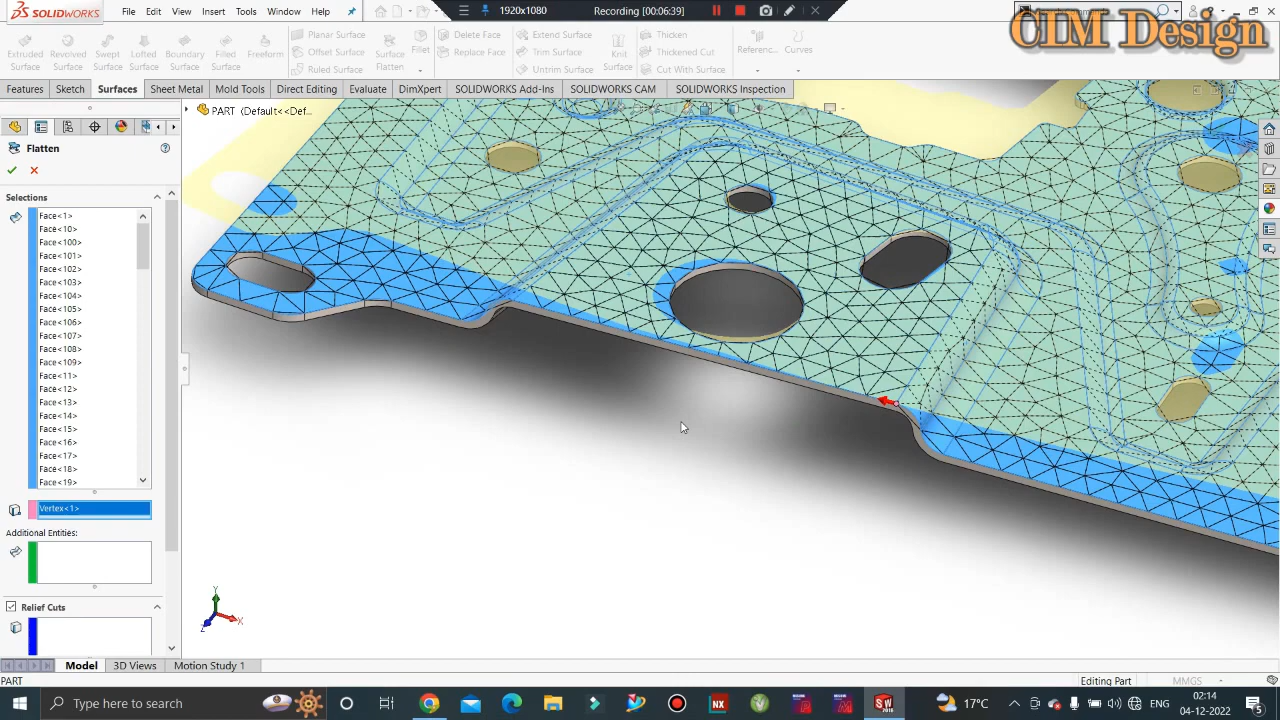 SOLIDWORKS
File Edit View Insert Tools Window Help
1920x1080
Recording [00:06:39]
CIM Design
Extruded Surface
Revolved Surface
Swept Surface
Lofted Surface
Boundary Surface
Filled Surface
Freeform
Planar Surface
Offset Surface
Ruled Surface
Surface Flatten
Fillet
Delete Face
Replace Face
Extend Surface
Trim Surface
Untrim Surface
Knit Surface
Thicken
Thickened Cut
Cut With Surface
Referenc...
Curves
Features Sketch Surfaces Sheet Metal Mold Tools Direct Editing Evaluate DimXpert SOLIDWORKS Add-Ins SOLIDWORKS CAM SOLIDWORKS Inspection
PART (Default<<Def...
Flatten
Selections
Face<1>
Face<10>
Face<100>
Face<101>
Face<102>
Face<103>
Face<104>
Face<105>
Face<106>
Face<107>
Face<108>
Face<109>
Face<11>
Face<12>
Face<13>
Face<14>
Face<15>
Face<16>
Face<17>
Face<18>
Face<19>
Vertex<1>
Additional Entities:
Relief Cuts
Y
X
Z
Model 3D Views Motion Study 1
PART
Editing Part
MMGS
Type here to search
NX
SW
17°C
ENG
02:14
04-12-2022
5